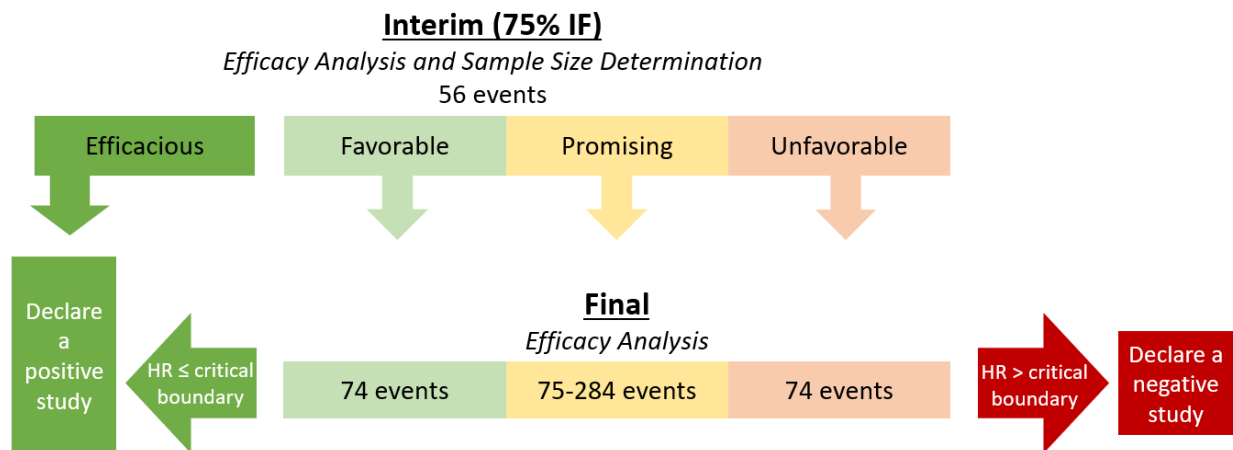 Interim (75% IF)
Efficacy Analysis and Sample Size Determination
56 events
Efficacious
Favorable
Promising
Unfavorable
Final
Efficacy Analysis
Declare
a
positive
study
HR ≤ critical
boundary
74 events
75-284 events
74 events
HR > critical
boundary
Declare a
negative
study